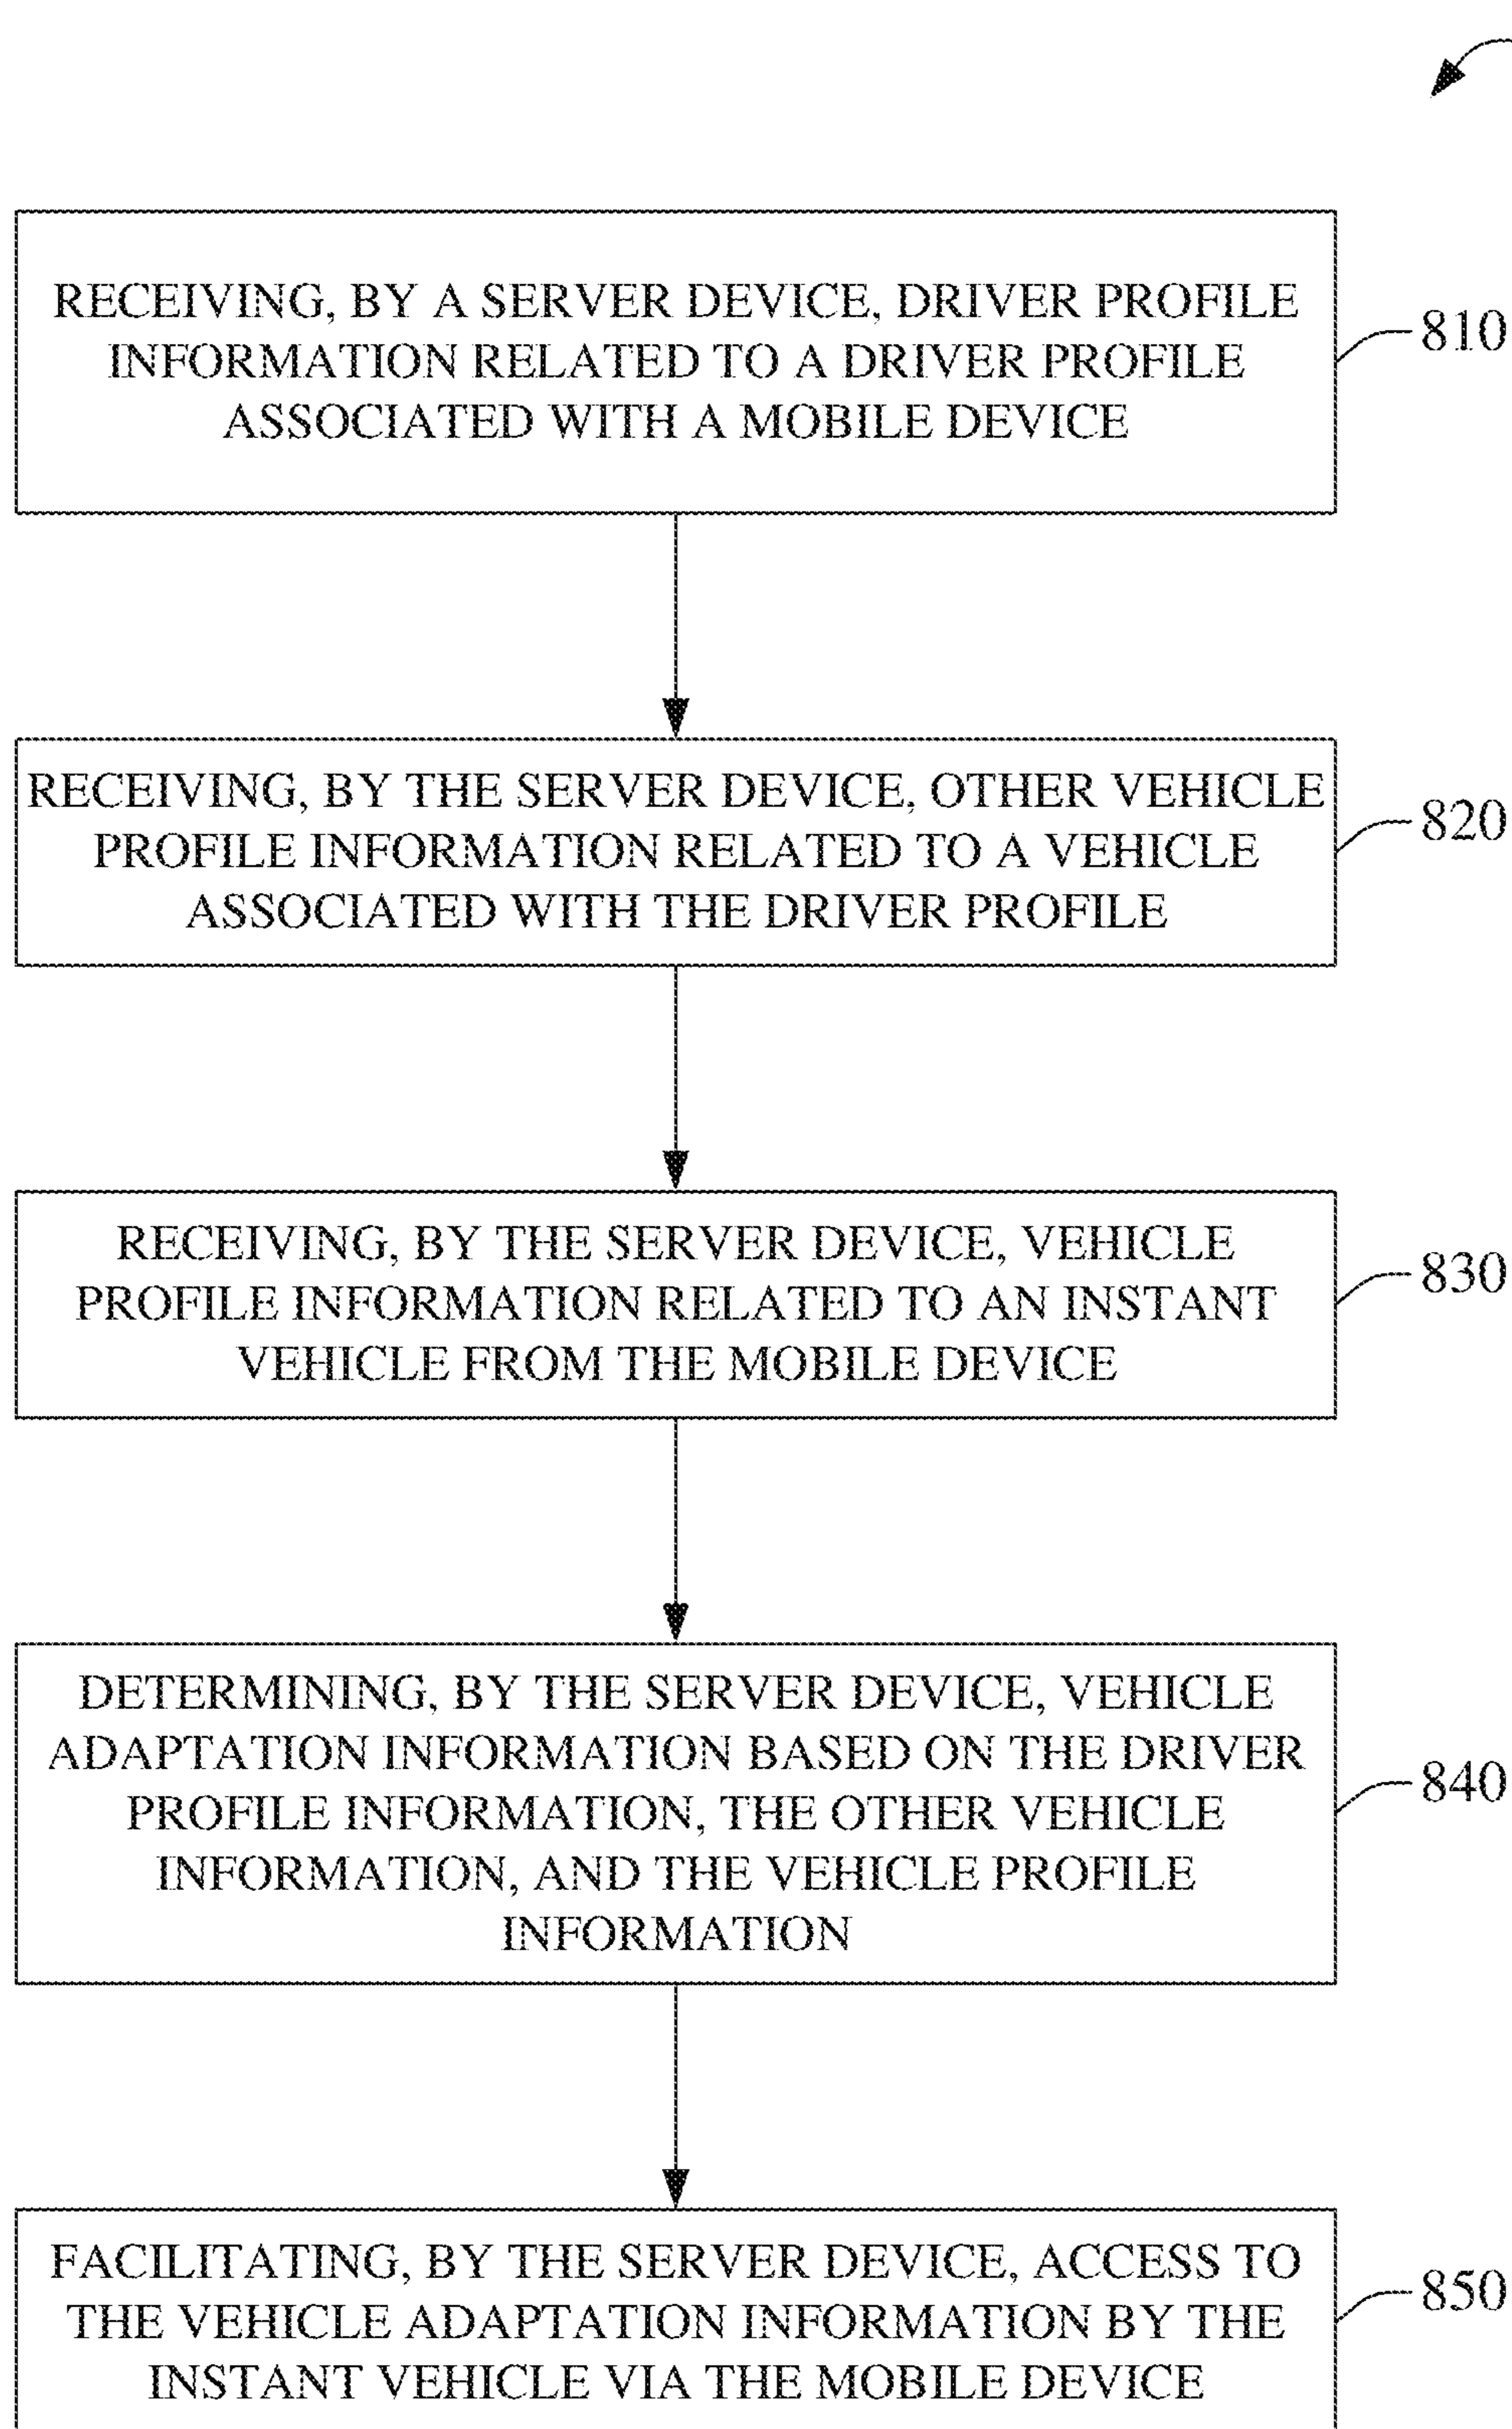 RECEIVING, BY A SERVER DEVICE, DRIVER PROFILE
INFORMATION RELATED TO A DRIVER PROFILE
ASSOCIATED WITH A MOBILE DEVICE
810
RECEIVING, BY THE SERVER DEVICE, OTHER VEHICLE
PROFILE INFORMATION RELATED TO A VEHICLE
ASSOCIATED WITH THE DRIVER PROFILE
820
RECEIVING, BY THE SERVER DEVICE, VEHICLE
PROFILE INFORMATION RELATED TO AN INSTANT
VEHICLE FROM THE MOBILE DEVICE
830
DETERMINING, BY THE SERVER DEVICE, VEHICLE
ADAPTATION INFORMATION BASED ON THE DRIVER
PROFILE INFORMATION, THE OTHER VEHICLE
INFORMATION, AND THE VEHICLE PROFILE
INFORMATION
840
FACILITATING, BY THE SERVER DEVICE, ACCESS TO
THE VEHICLE ADAPTATION INFORMATION BY THE
INSTANT VEHICLE VIA THE MOBILE DEVICE
850